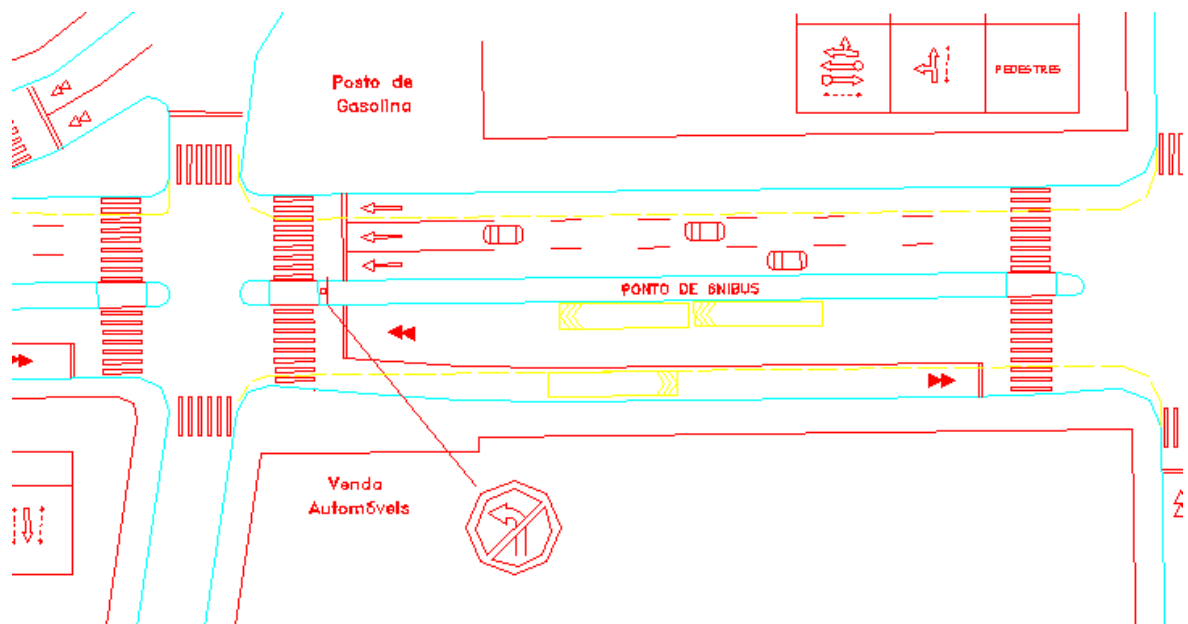 Posto de
Gasolina
PEDESTRES
PONTO DE ÔNIBUS
Venda
Automóveis